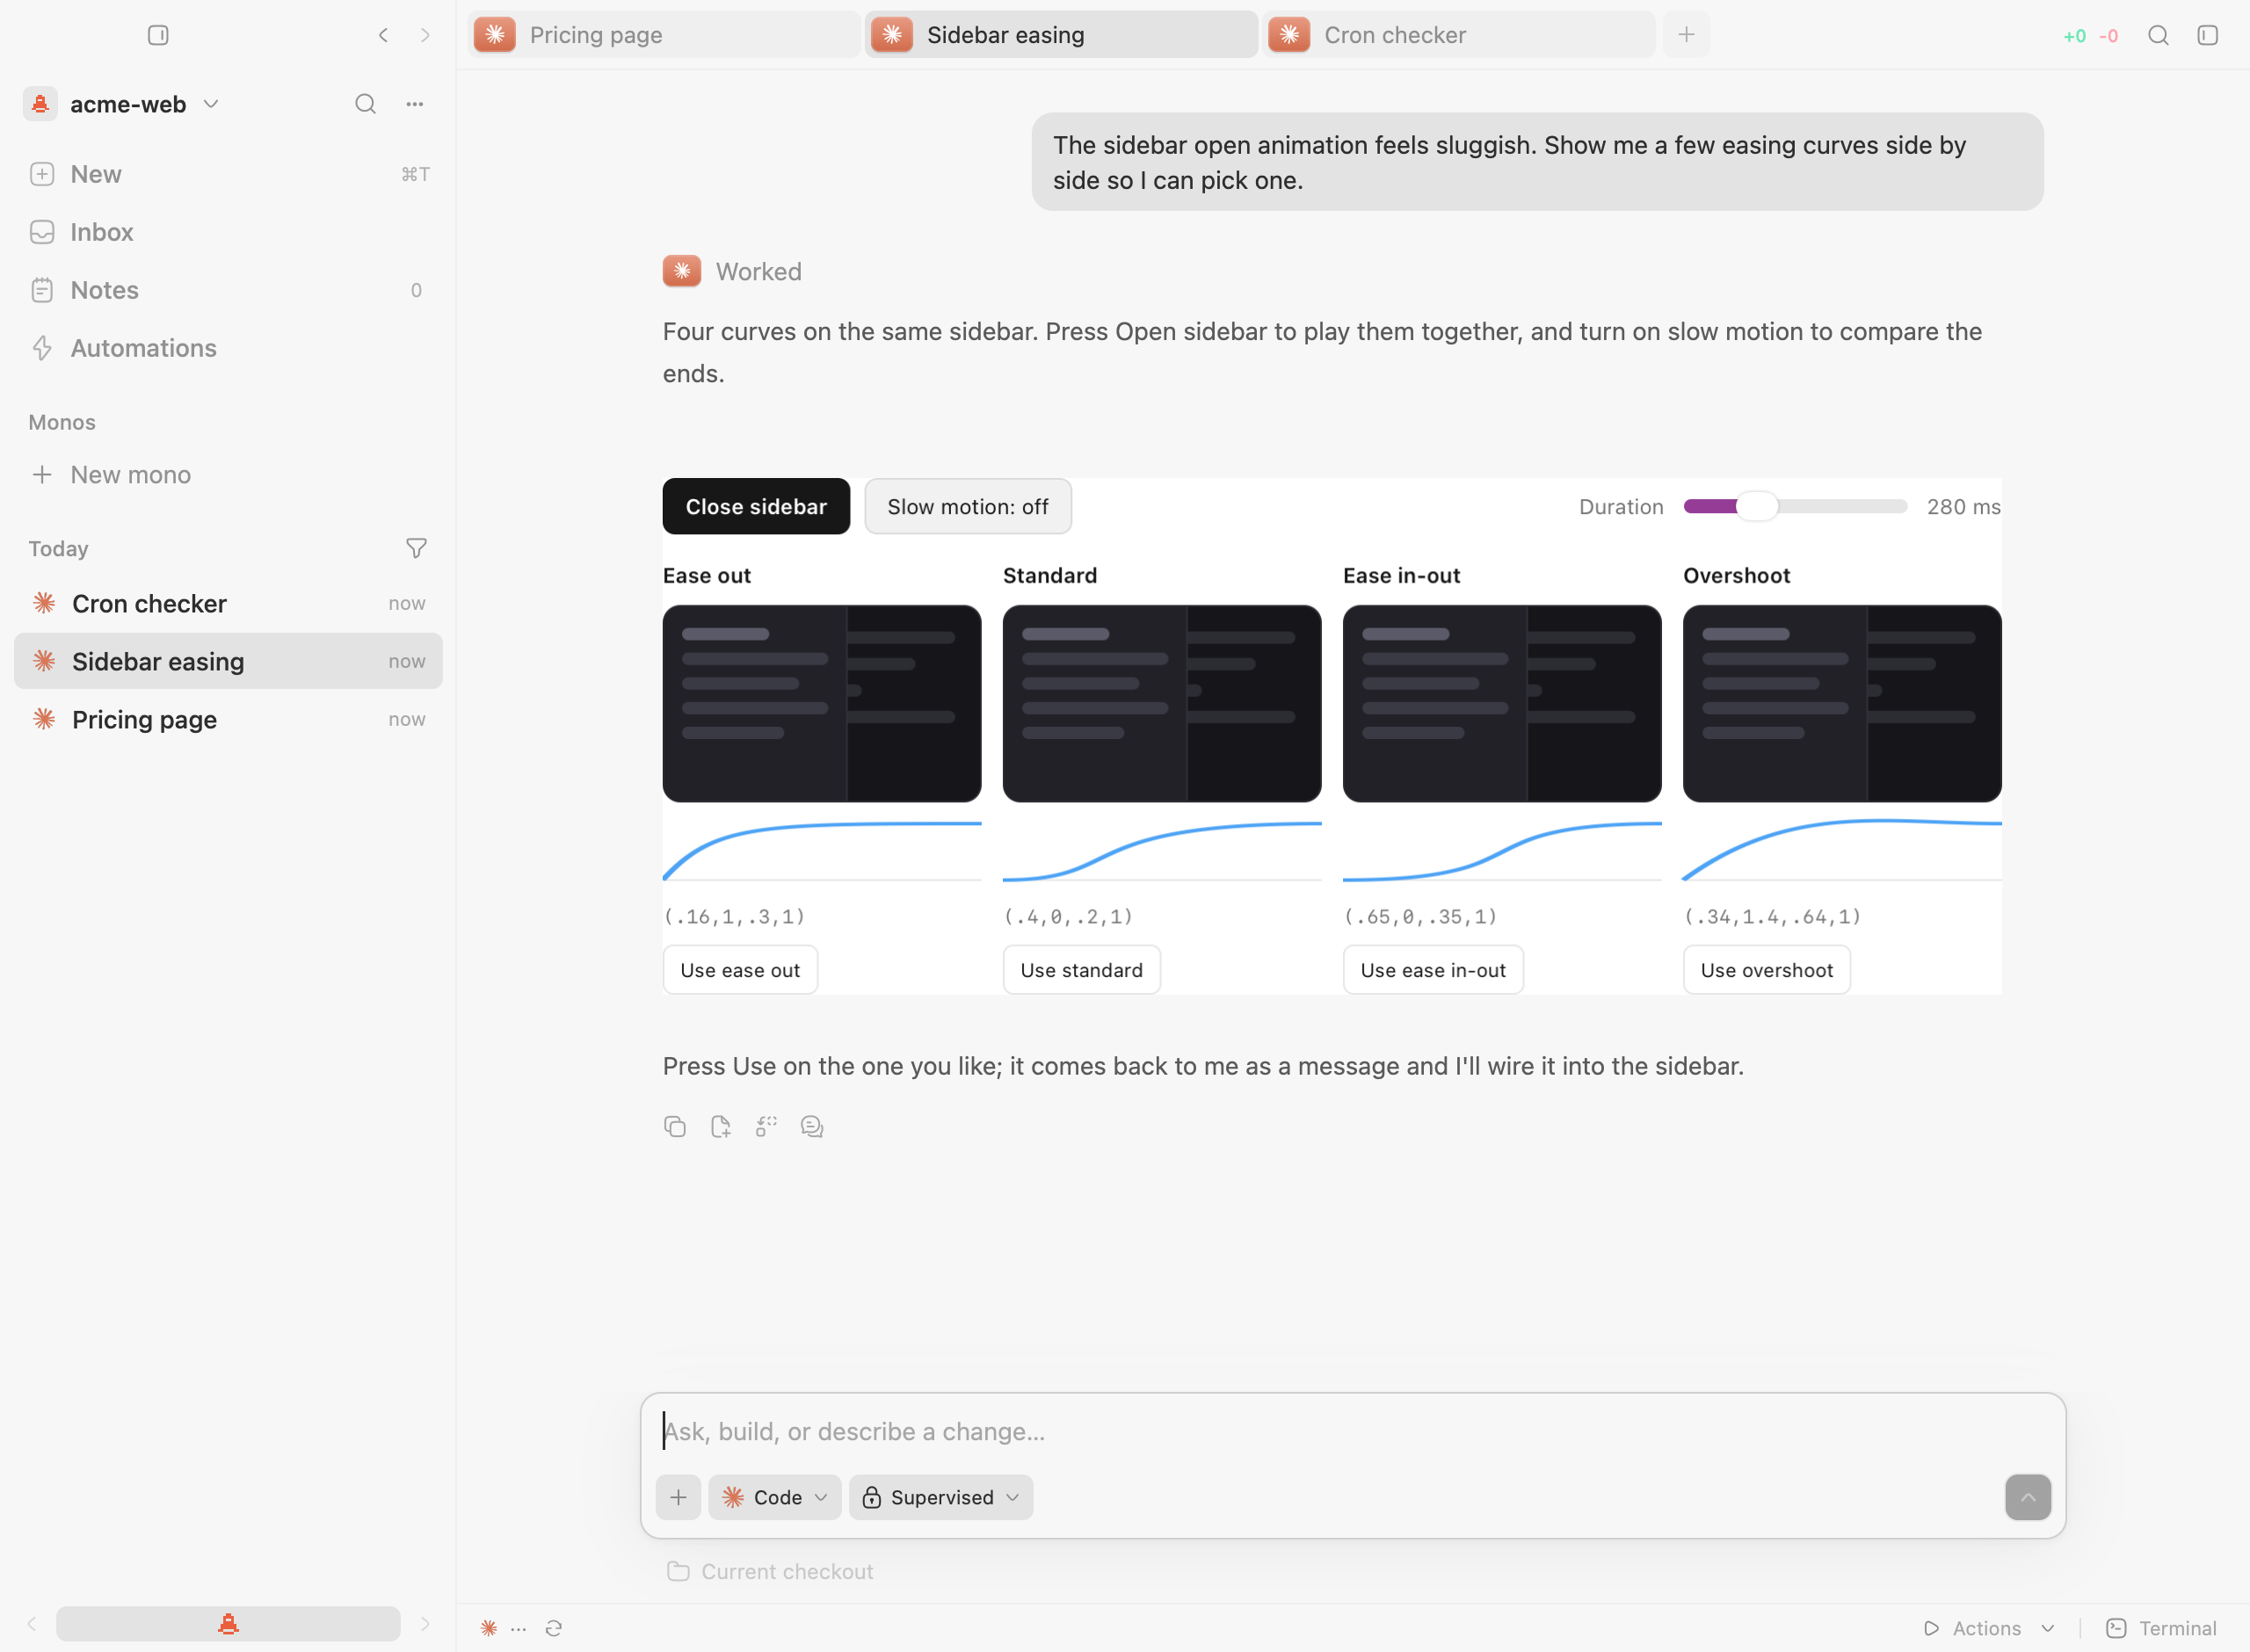 Pricing page
Sidebar easing
Cron checker
+0 -0
acme-web
New ⌘T
Inbox
Notes 0
Automations
Monos
New mono
Today
Cron checker now
Sidebar easing now
Pricing page now
The sidebar open animation feels sluggish. Show me a few easing curves side by
side so I can pick one.
Worked
Four curves on the same sidebar. Press Open sidebar to play them together, and turn on slow motion to compare the
ends.
Close sidebar
Slow motion: off
Duration 280 ms
Ease out
Standard
Ease in-out
Overshoot
(.16,1,.3,1)
(.4,0,.2,1)
(.65,0,.35,1)
(.34,1.4,.64,1)
Use ease out
Use standard
Use ease in-out
Use overshoot
Press Use on the one you like; it comes back to me as a message and I'll wire it into the sidebar.
Ask, build, or describe a change...
Code
Supervised
Current checkout
Actions
Terminal